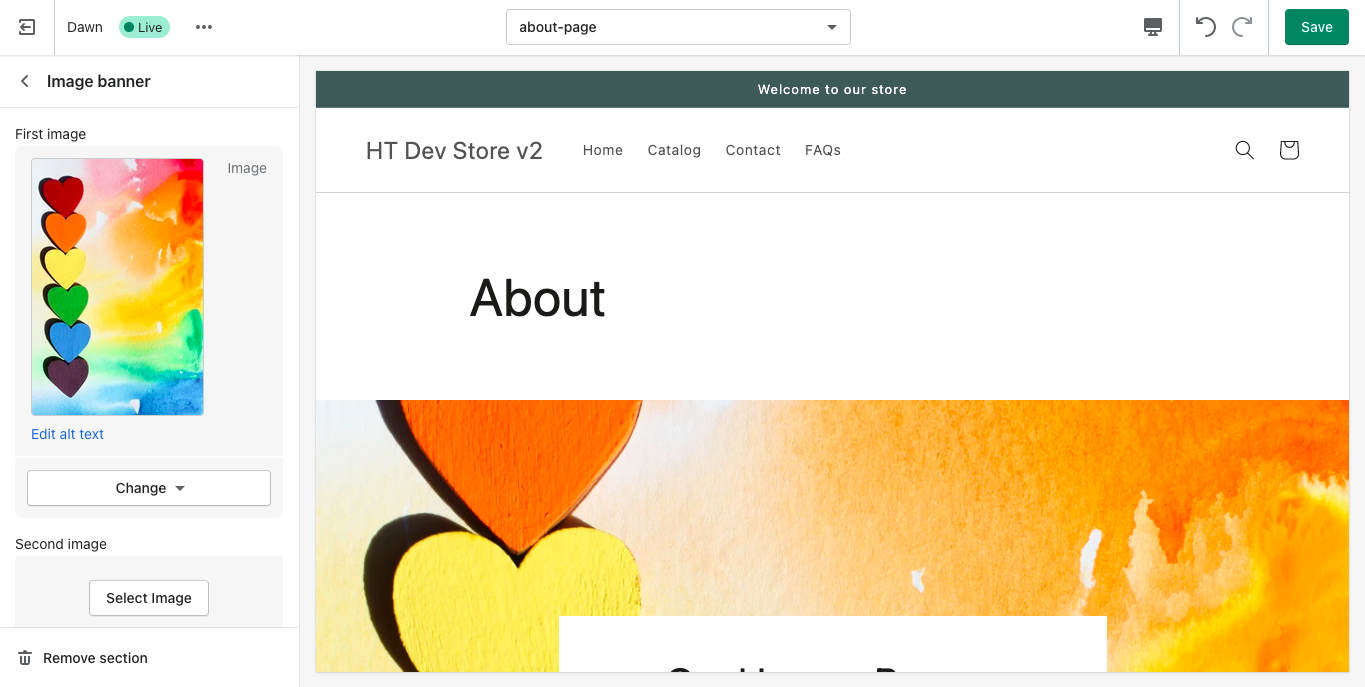 Dawn
Live
about-page
Save
Image banner
First image
Image
Edit alt text
Change
Second image
Select Image
Remove section
Welcome to our store
HT Dev Store v2
Home
Catalog
Contact
FAQs
About